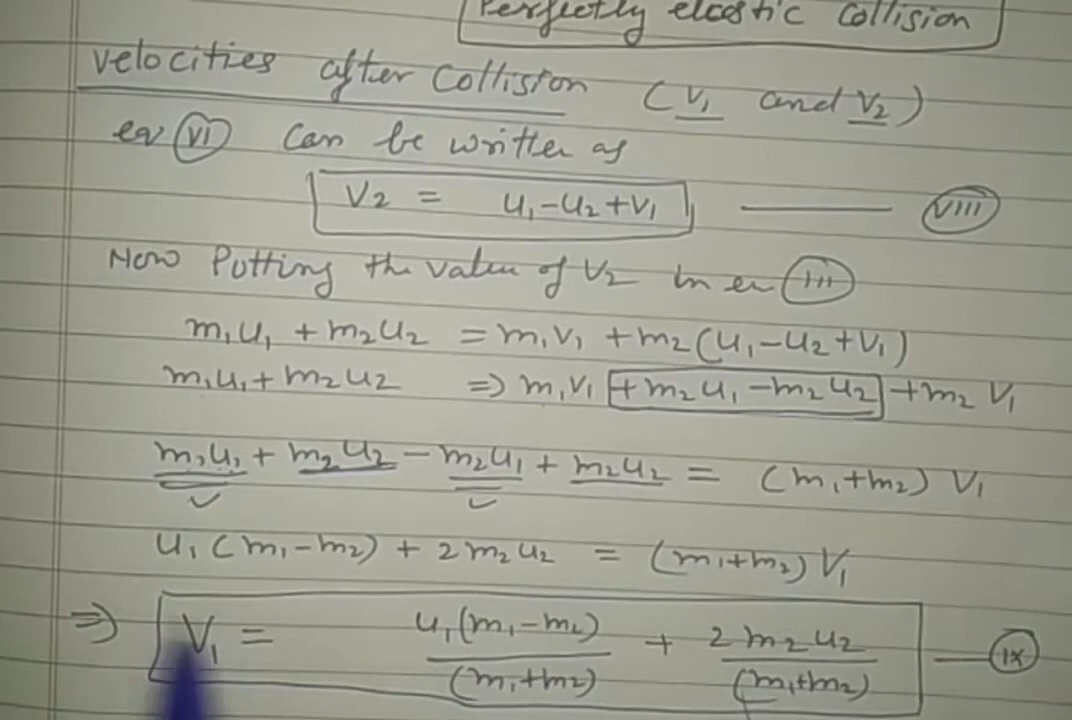 Perfectly elastic Collision
velocities after Collision (V₁ and V₂)
eq (VI) Can be written as
V₂ = u₁-u₂+V₁ —— (VIII)
Now Putting the value of V₂ in eq (III)
m₁u₁ + m₂u₂ = m₁V₁ + m₂(u₁-u₂+V₁)
m₁u₁ + m₂u₂ => m₁V₁ + m₂u₁ - m₂u₂ + m₂ V₁
m₁u₁ + m₂u₂ - m₂u₁ + m₂u₂ = (m₁+m₂) V₁
u₁(m₁-m₂) + 2m₂u₂ = (m₁+m₂) V₁
=> V₁ = u₁(m₁-m₂)/(m₁+m₂) + 2m₂u₂/(m₁+m₂) — (IX)